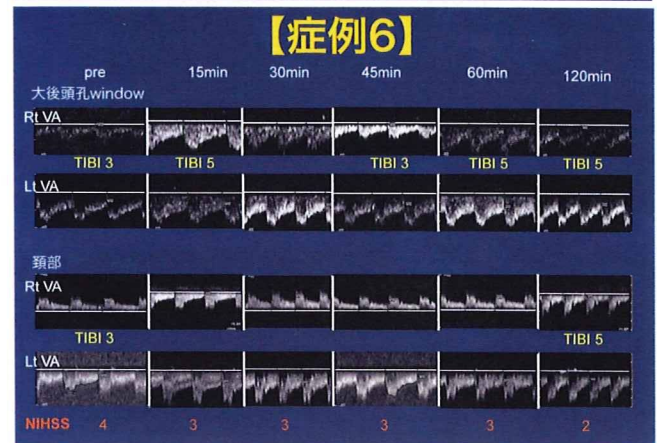 【症例6】
pre 15min 30min 45min 60min 120min
大後頭孔window
Rt VA
TIBI 3 TIBI 5 TIBI 3 TIBI 5 TIBI 5
Lt VA
頚部
Rt VA
TIBI 3 TIBI 5
Lt VA
NIHSS 4 3 3 3 3 2